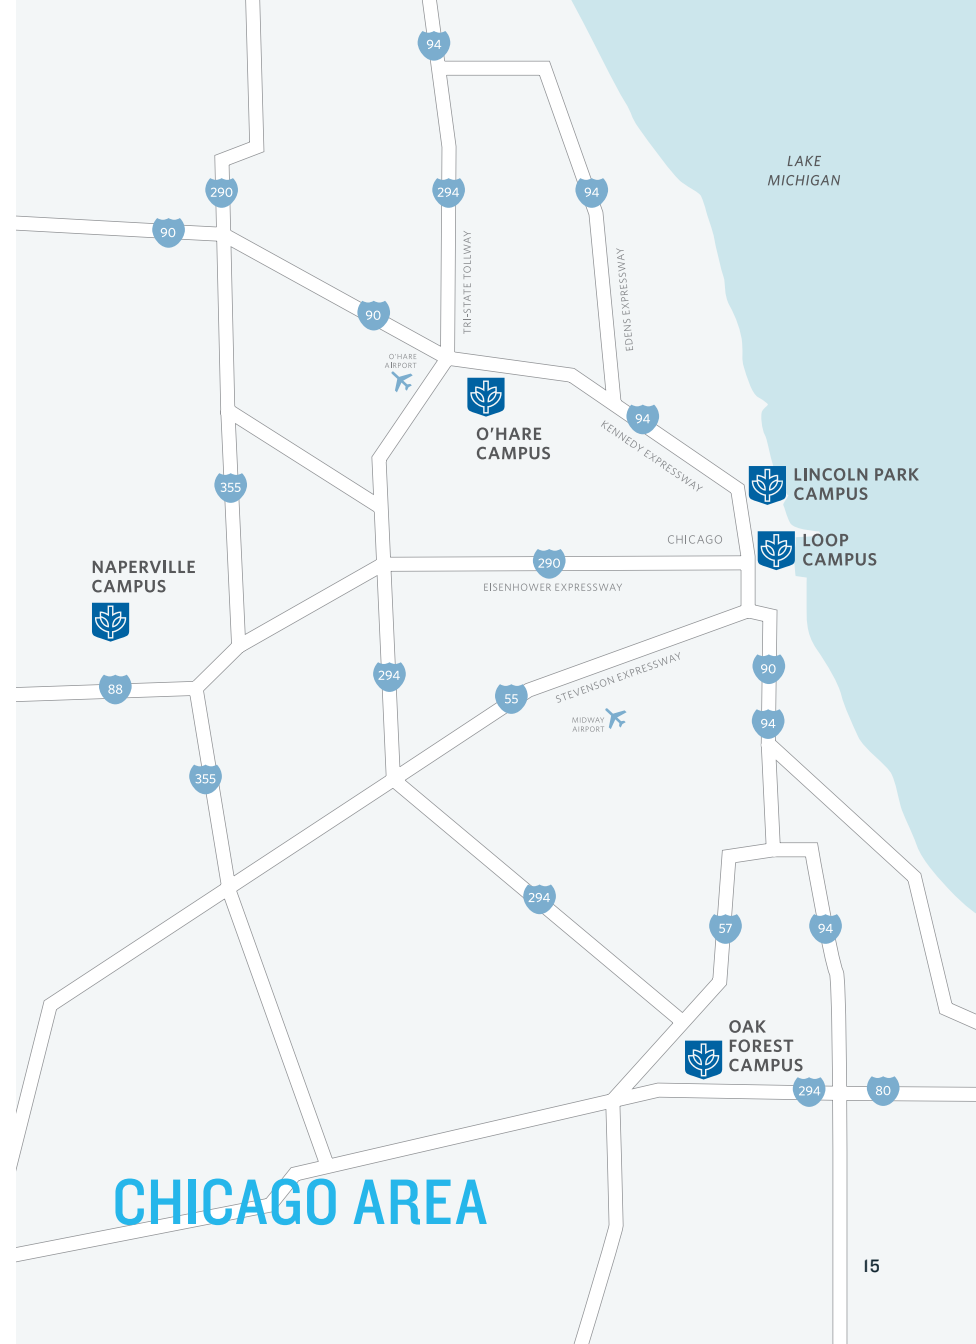 94
LAKE
MICHIGAN
290
294
94
90
TRI-STATE TOLLWAY
EDENS EXPRESSWAY
90
O'HARE
AIRPORT
94
KENNEDY EXPRESSWAY
O'HARE
CAMPUS
LINCOLN PARK
CAMPUS
355
CHICAGO
LOOP
CAMPUS
290
EISENHOWER EXPRESSWAY
NAPERVILLE
CAMPUS
88
294
55
STEVENSON EXPRESSWAY
90
MIDWAY
AIRPORT
94
355
294
57
94
OAK
FOREST
CAMPUS
294
80
CHICAGO AREA
15